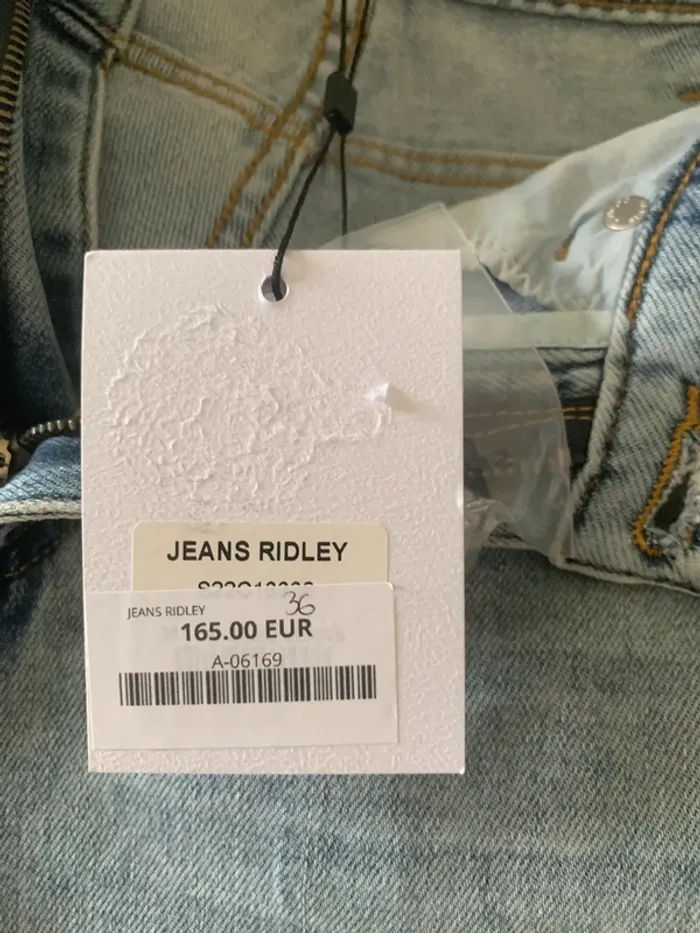 JEANS RIDLEY
JEANS RIDLEY
36
165.00 EUR
A-06169